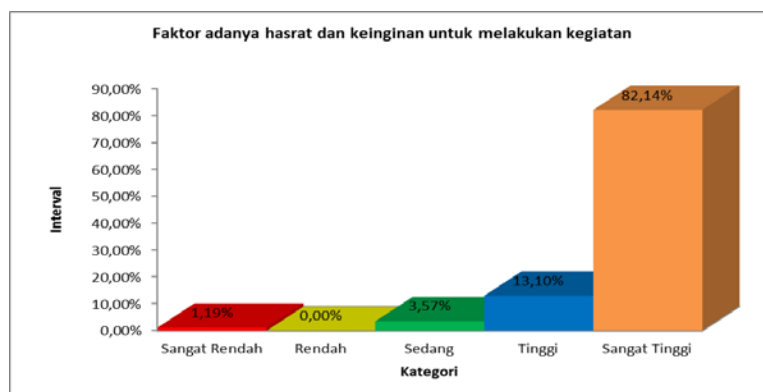 Faktor adanya hasrat dan keinginan untuk melakukan kegiatan
90,00%
80,00%
70,00%
60,00%
50,00%
40,00%
30,00%
20,00%
10,00%
0,00%
Interval
1,19%
0,00%
3,57%
13,10%
82,14%
Sangat Rendah
Rendah
Sedang
Tinggi
Sangat Tinggi
Kategori